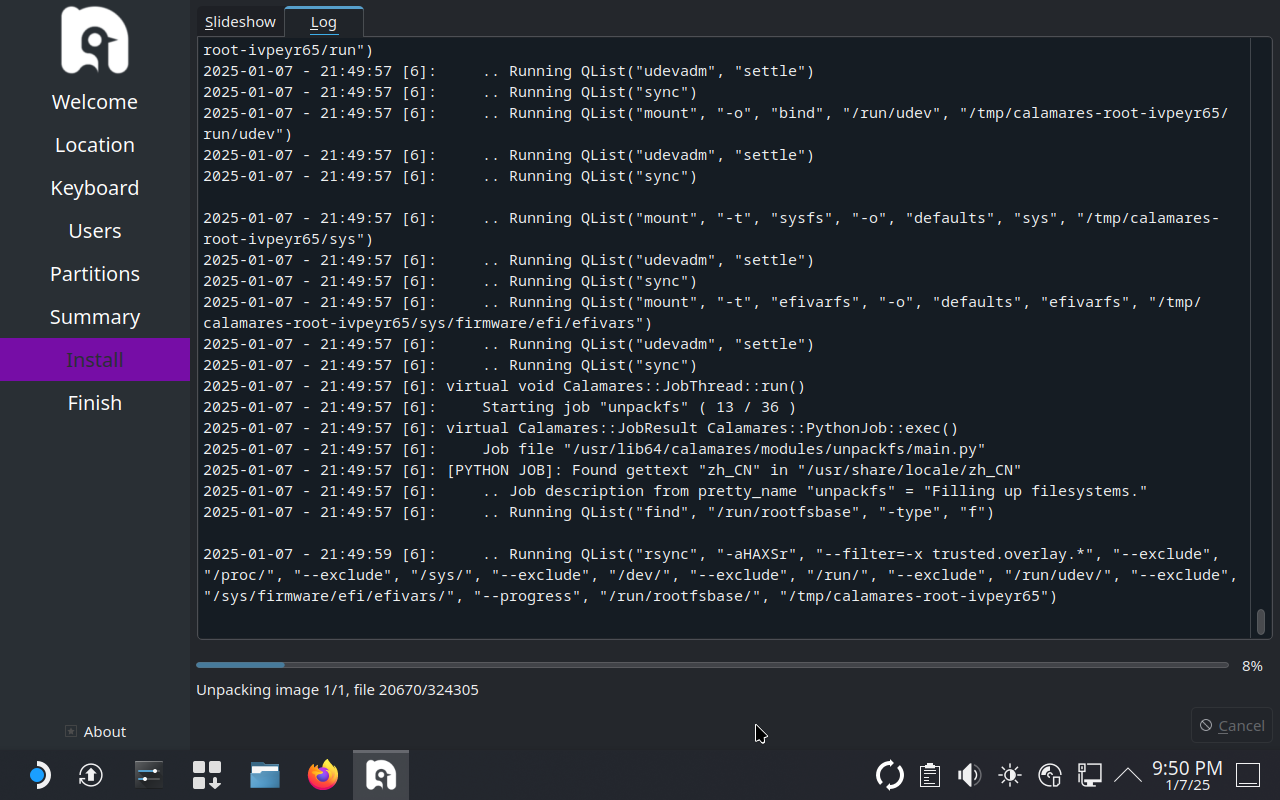 Slideshow
Log
Welcome
Location
Keyboard
Users
Partitions
Summary
Install
Finish
About
root-ivpeyr65/run")
2025-01-07 - 21:49:57 [6]:     .. Running QList("udevadm", "settle")
2025-01-07 - 21:49:57 [6]:     .. Running QList("sync")
2025-01-07 - 21:49:57 [6]:     .. Running QList("mount", "-o", "bind", "/run/udev", "/tmp/calamares-root-ivpeyr65/
run/udev")
2025-01-07 - 21:49:57 [6]:     .. Running QList("udevadm", "settle")
2025-01-07 - 21:49:57 [6]:     .. Running QList("sync")
2025-01-07 - 21:49:57 [6]:     .. Running QList("mount", "-t", "sysfs", "-o", "defaults", "sys", "/tmp/calamares-
root-ivpeyr65/sys")
2025-01-07 - 21:49:57 [6]:     .. Running QList("udevadm", "settle")
2025-01-07 - 21:49:57 [6]:     .. Running QList("sync")
2025-01-07 - 21:49:57 [6]:     .. Running QList("mount", "-t", "efivarfs", "-o", "defaults", "efivarfs", "/tmp/
calamares-root-ivpeyr65/sys/firmware/efi/efivars")
2025-01-07 - 21:49:57 [6]:     .. Running QList("udevadm", "settle")
2025-01-07 - 21:49:57 [6]:     .. Running QList("sync")
2025-01-07 - 21:49:57 [6]: virtual void Calamares::JobThread::run()
2025-01-07 - 21:49:57 [6]:     Starting job "unpackfs" ( 13 / 36 )
2025-01-07 - 21:49:57 [6]: virtual Calamares::JobResult Calamares::PythonJob::exec()
2025-01-07 - 21:49:57 [6]:     Job file "/usr/lib64/calamares/modules/unpackfs/main.py"
2025-01-07 - 21:49:57 [6]: [PYTHON JOB]: Found gettext "zh_CN" in "/usr/share/locale/zh_CN"
2025-01-07 - 21:49:57 [6]:     .. Job description from pretty_name "unpackfs" = "Filling up filesystems."
2025-01-07 - 21:49:57 [6]:     .. Running QList("find", "/run/rootfsbase", "-type", "f")
2025-01-07 - 21:49:59 [6]:     .. Running QList("rsync", "-aHAXSr", "--filter=-x trusted.overlay.*", "--exclude",
"/proc/", "--exclude", "/sys/", "--exclude", "/dev/", "--exclude", "/run/", "--exclude", "/run/udev/", "--exclude",
"/sys/firmware/efi/efivars/", "--progress", "/run/rootfsbase/", "/tmp/calamares-root-ivpeyr65")
8%
Unpacking image 1/1, file 20670/324305
Cancel
9:50 PM
1/7/25